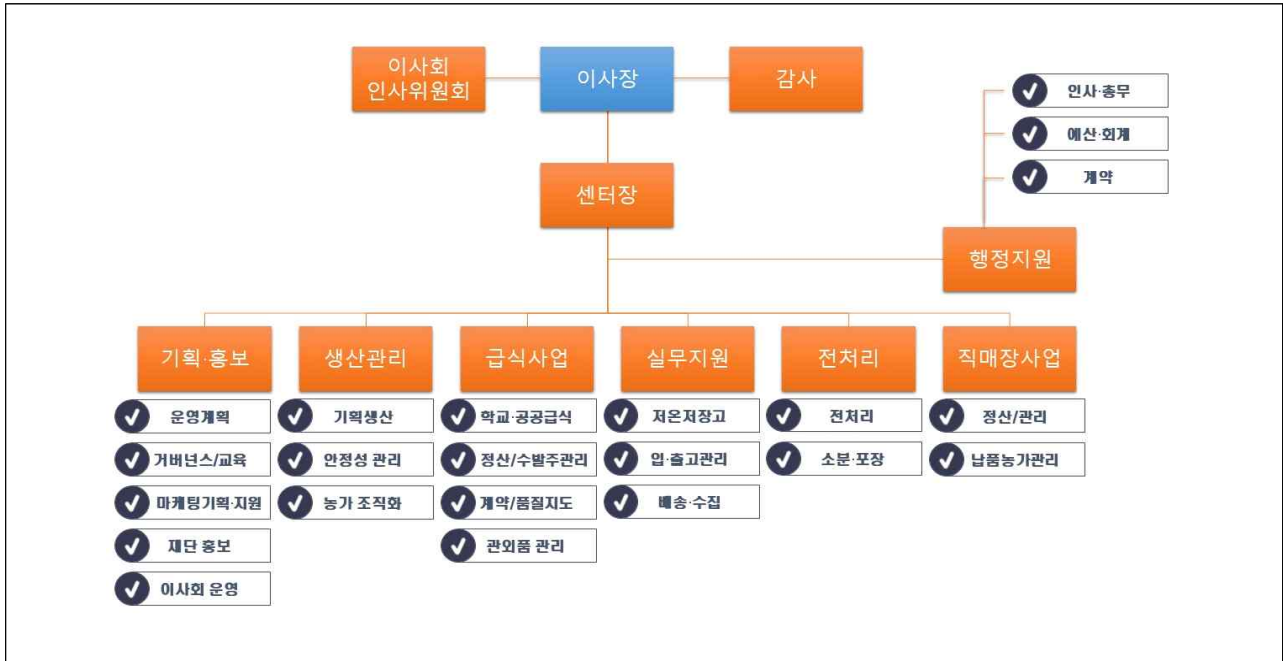 이사회
인사위원회
이사장
감사
인사·총무
예산·회계
계약
센터장
행정지원
기획·홍보
운영계획
거버넌스/교육
마케팅기획·지원
재단 홍보
이사회 운영
생산관리
기획생산
안정성 관리
농가 조직화
급식사업
학교·공공급식
정산/수발주관리
계약/품질지도
관외품 관리
실무지원
저온저장고
입·출고관리
배송·수집
전처리
전처리
소분·포장
직매장사업
정산/관리
납품농가관리